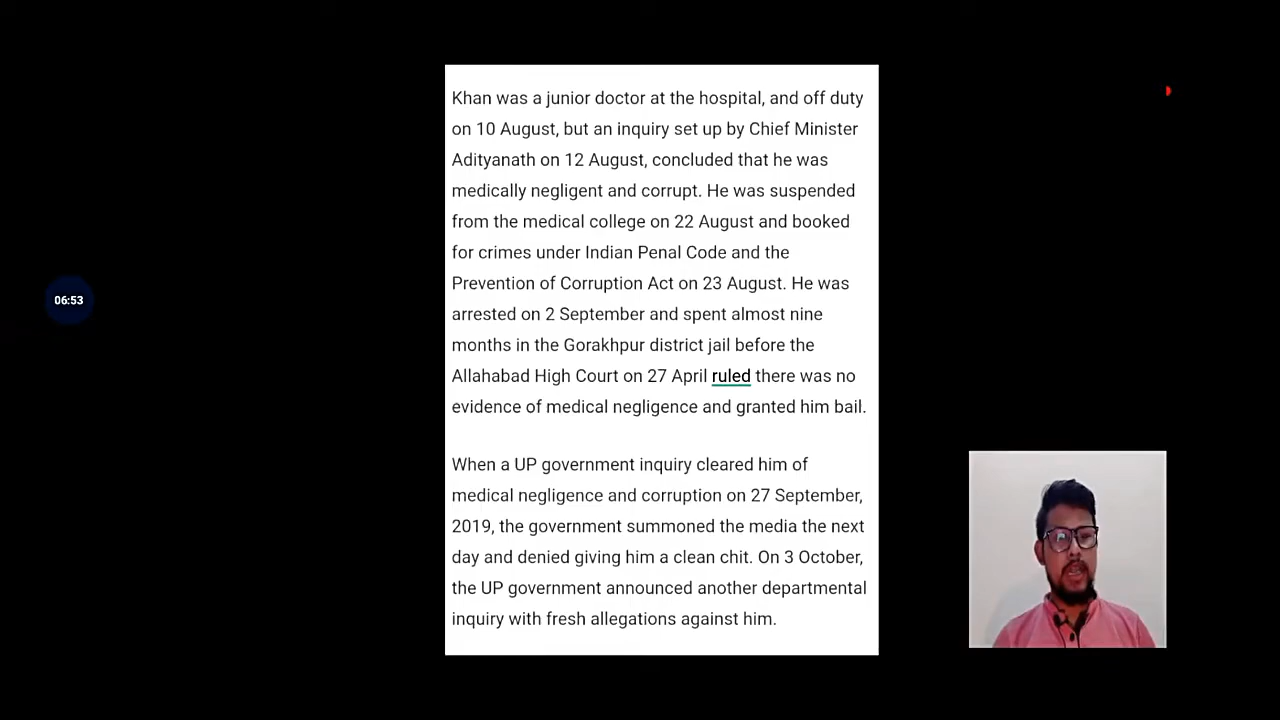 Khan was a junior doctor at the hospital, and off duty
on 10 August, but an inquiry set up by Chief Minister
Adityanath on 12 August, concluded that he was
medically negligent and corrupt. He was suspended
from the medical college on 22 August and booked
for crimes under Indian Penal Code and the
Prevention of Corruption Act on 23 August. He was
arrested on 2 September and spent almost nine
months in the Gorakhpur district jail before the
Allahabad High Court on 27 April ruled there was no
evidence of medical negligence and granted him bail.
When a UP government inquiry cleared him of
medical negligence and corruption on 27 September,
2019, the government summoned the media the next
day and denied giving him a clean chit. On 3 October,
the UP government announced another departmental
inquiry with fresh allegations against him.
06:53